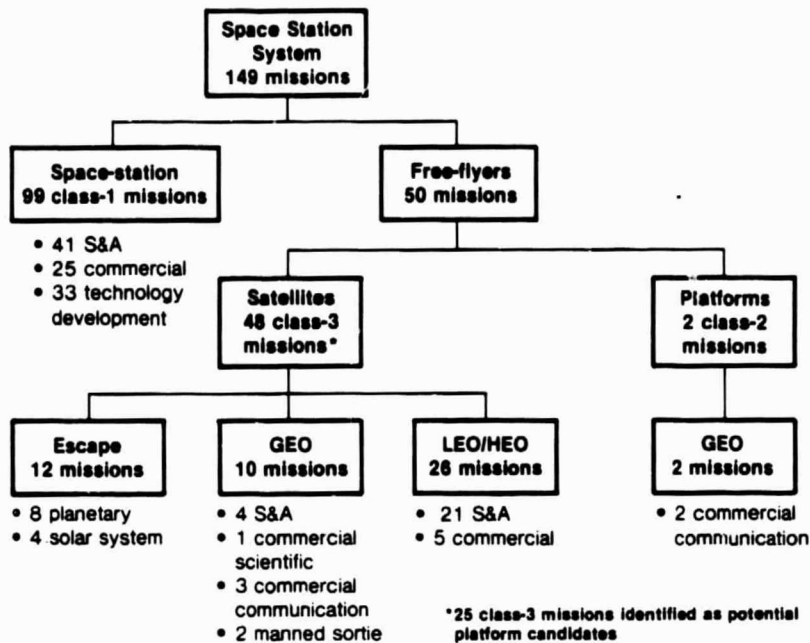 Space Station
System
149 missions
Space-station
99 class-1 missions
Free-flyers
50 missions
• 41 S&A
• 25 commercial
• 33 technology
development
Satellites
48 class-3
missions*
Platforms
2 class-2
missions
Escape
12 missions
GEO
10 missions
LEO/HEO
26 missions
GEO
2 missions
• 8 planetary
• 4 solar system
• 4 S&A
• 1 commercial
scientific
• 3 commercial
communication
• 2 manned sortie
• 21 S&A
• 5 commercial
• 2 commercial
communication
*25 class-3 missions identified as potential
platform candidates